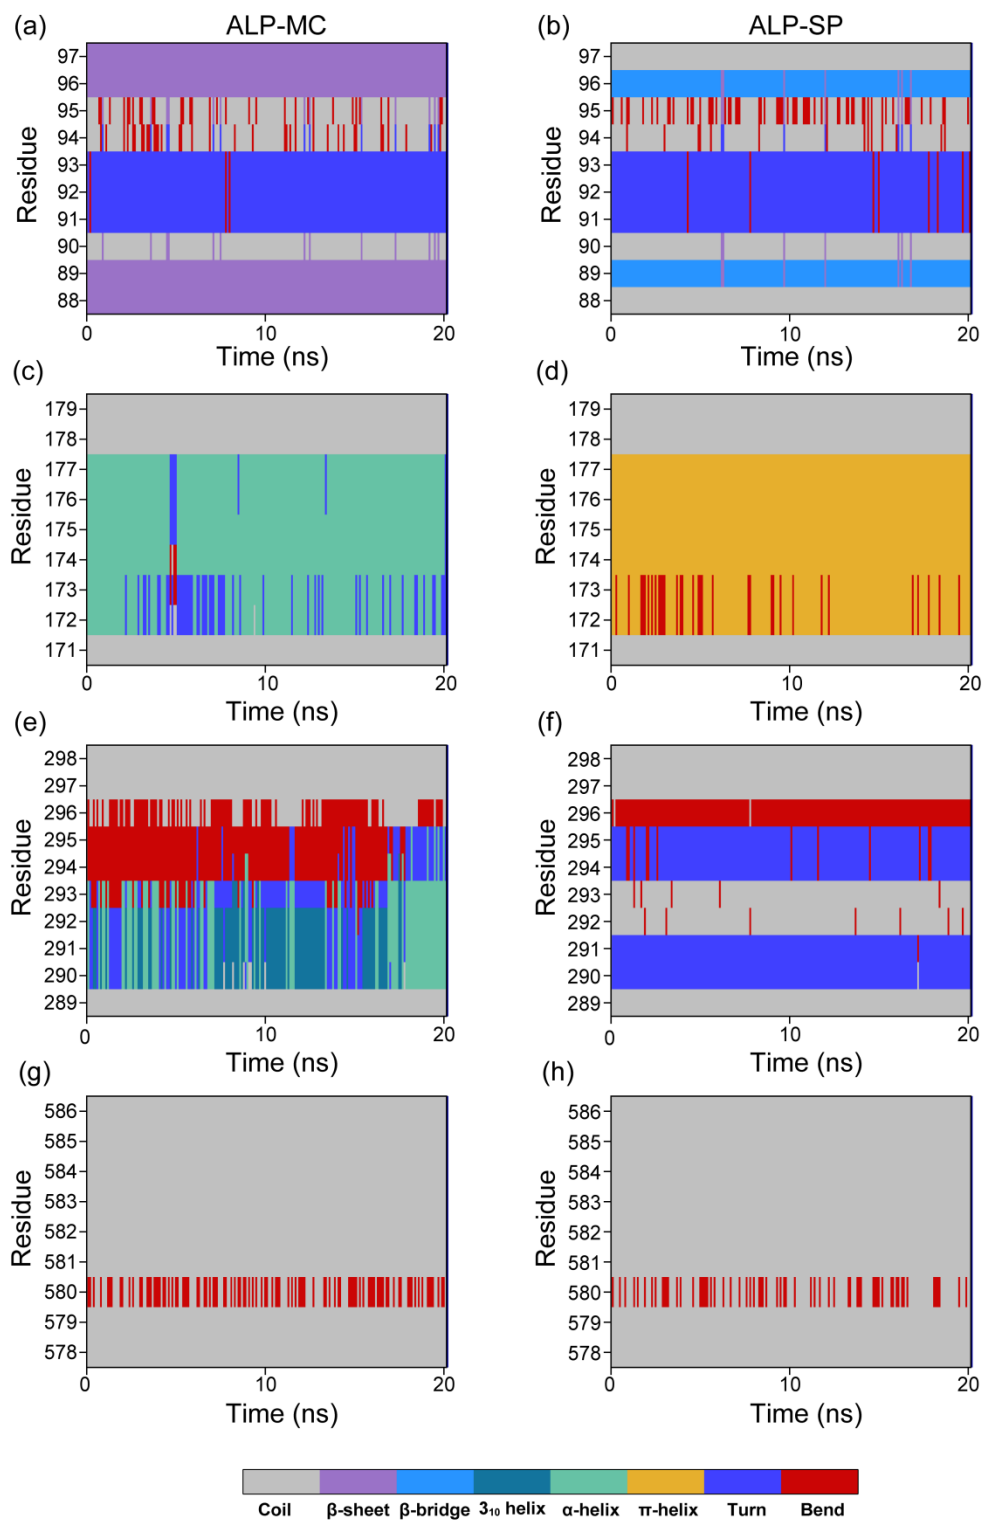 (a) ALP-MC
(b) ALP-SP
97
96
95
94
93
92
91
90
89
88
Residue
0 10 20
Time (ns)
97
96
95
94
93
92
91
90
89
88
Residue
0 10 20
Time (ns)
(c)
179
178
177
176
175
174
173
172
171
Residue
0 10 20
Time (ns)
(d)
179
178
177
176
175
174
173
172
171
Residue
0 10 20
Time (ns)
(e)
298
297
296
295
294
293
292
291
290
289
Residue
0 10 20
Time (ns)
(f)
298
297
296
295
294
293
292
291
290
289
Residue
0 10 20
Time (ns)
(g)
586
585
584
583
582
581
580
579
578
Residue
0 10 20
Time (ns)
(h)
586
585
584
583
582
581
580
579
578
Residue
0 10 20
Time (ns)
Coil β-sheet β-bridge 3₁₀ helix α-helix π-helix Turn Bend